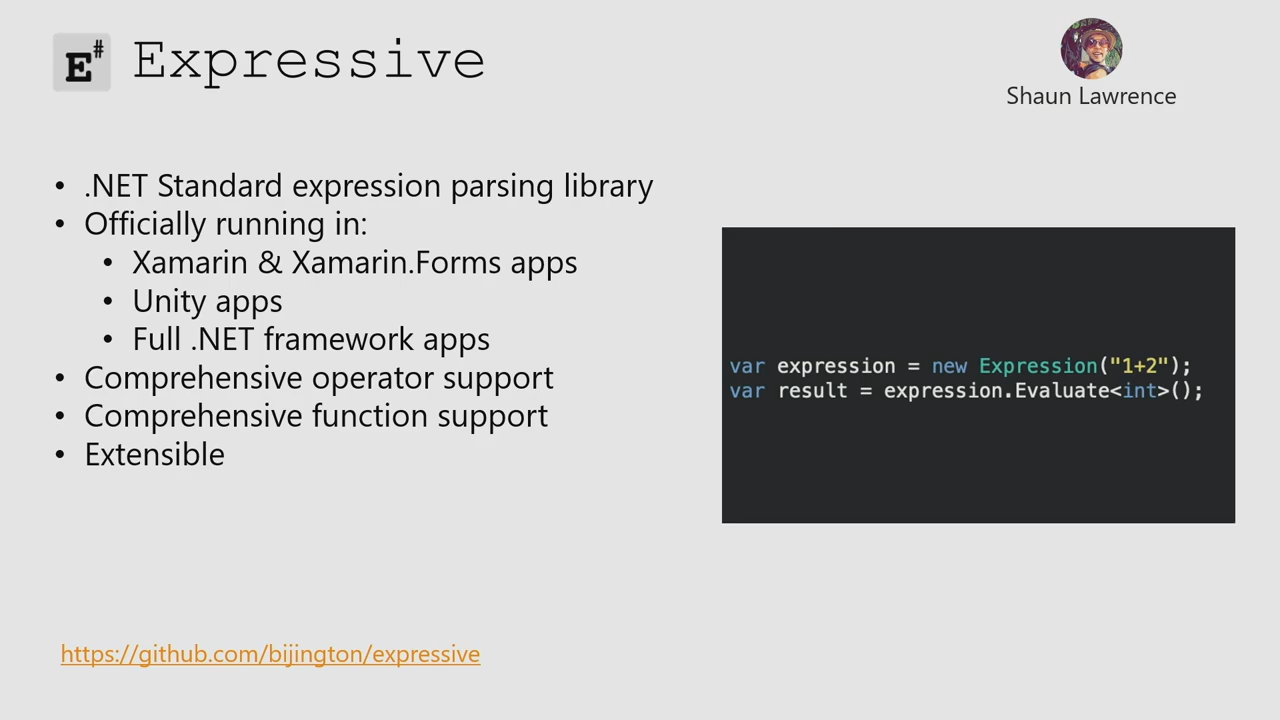 E#
Expressive
Shaun Lawrence
• .NET Standard expression parsing library
• Officially running in:
• Xamarin & Xamarin.Forms apps
• Unity apps
• Full .NET framework apps
• Comprehensive operator support
• Comprehensive function support
• Extensible
var expression = new Expression("1+2");
var result = expression.Evaluate<int>();
https://github.com/bijington/expressive